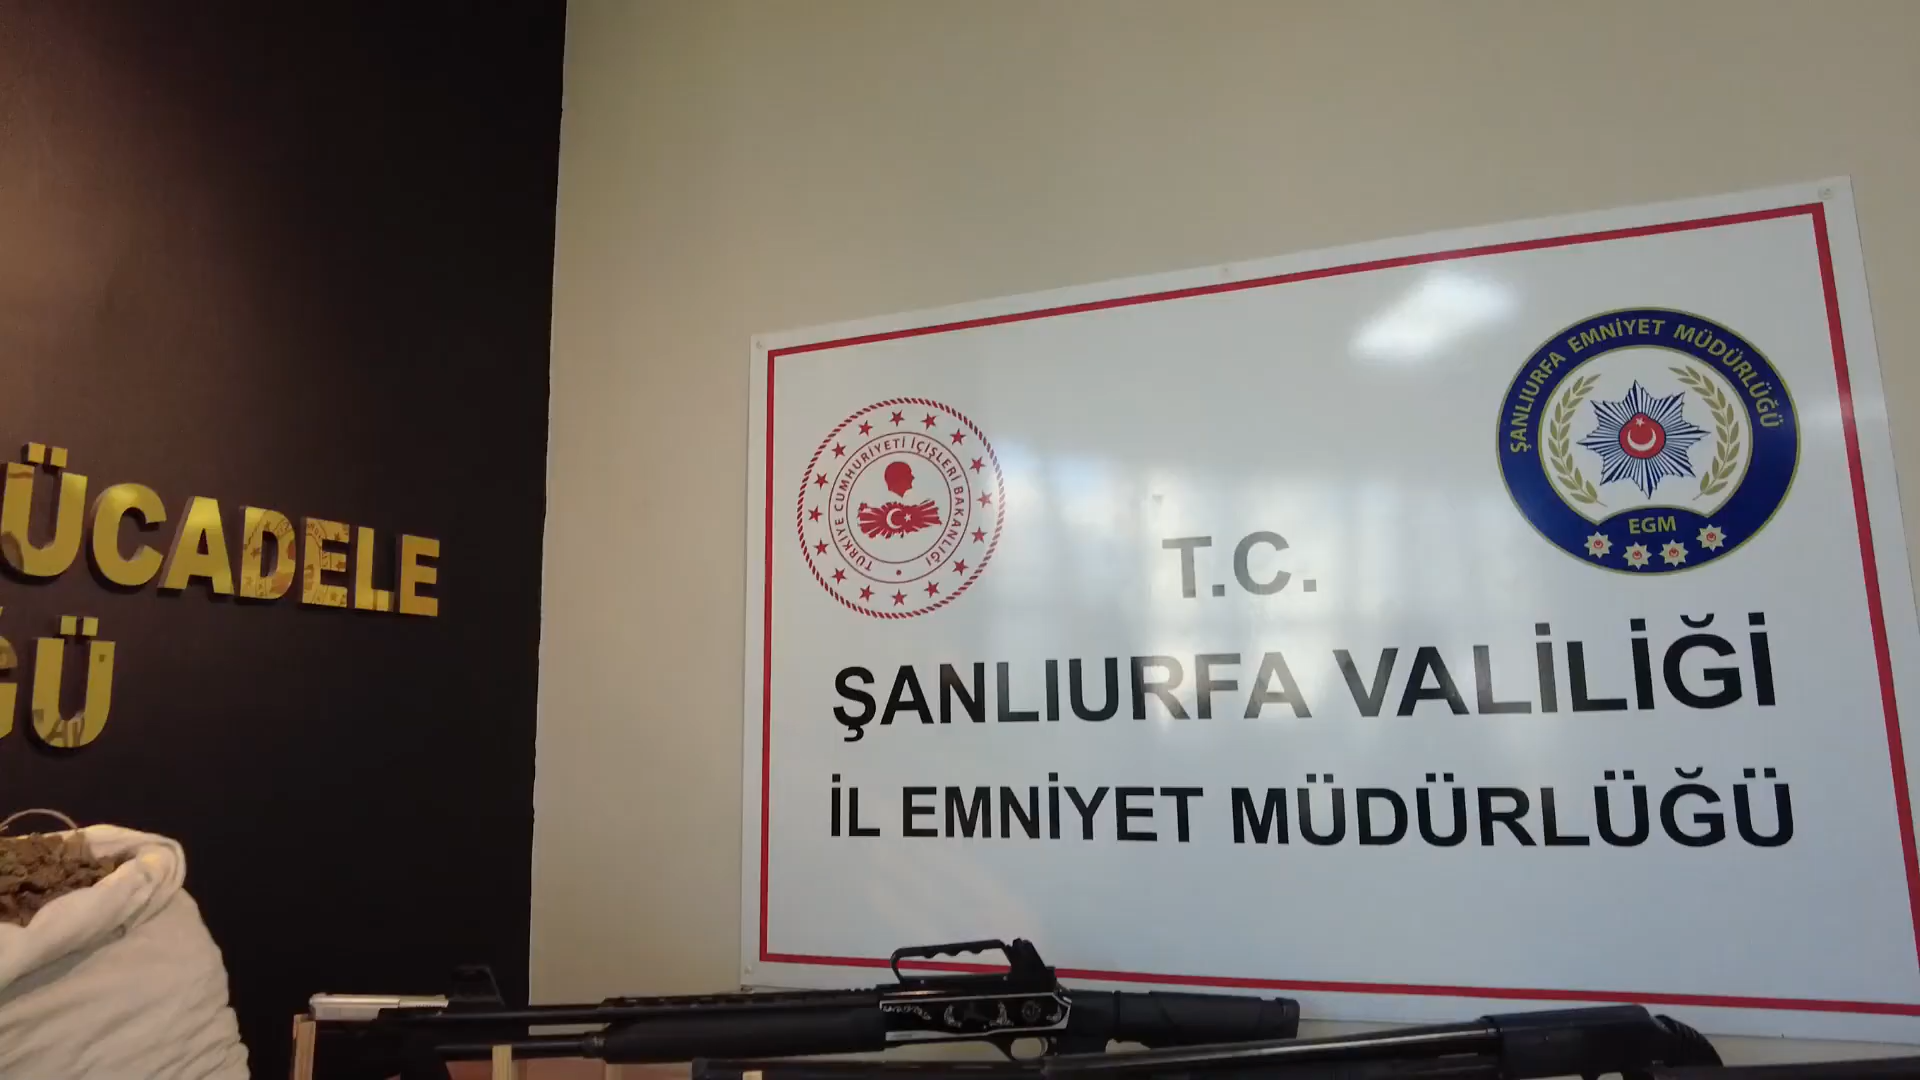 ÜCADELE
ĞÜ
TÜRKİYE CUMHURİYETİ İÇİŞLERİ BAKANLIĞI
ŞANLIURFA EMNİYET MÜDÜRLÜĞÜ
EGM
T.C.
ŞANLIURFA VALİLİĞİ
İL EMNİYET MÜDÜRLÜĞÜ